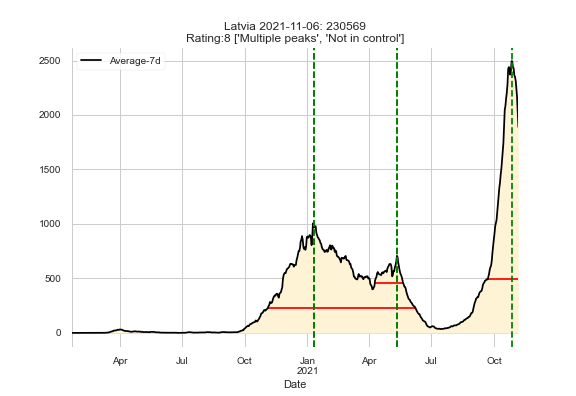 Latvia 2021-11-06: 230569
Rating:8 ['Multiple peaks', 'Not in control']
Average-7d
2500
2000
1500
1000
500
0
Apr Jul Oct Jan Apr Jul Oct
2021
Date